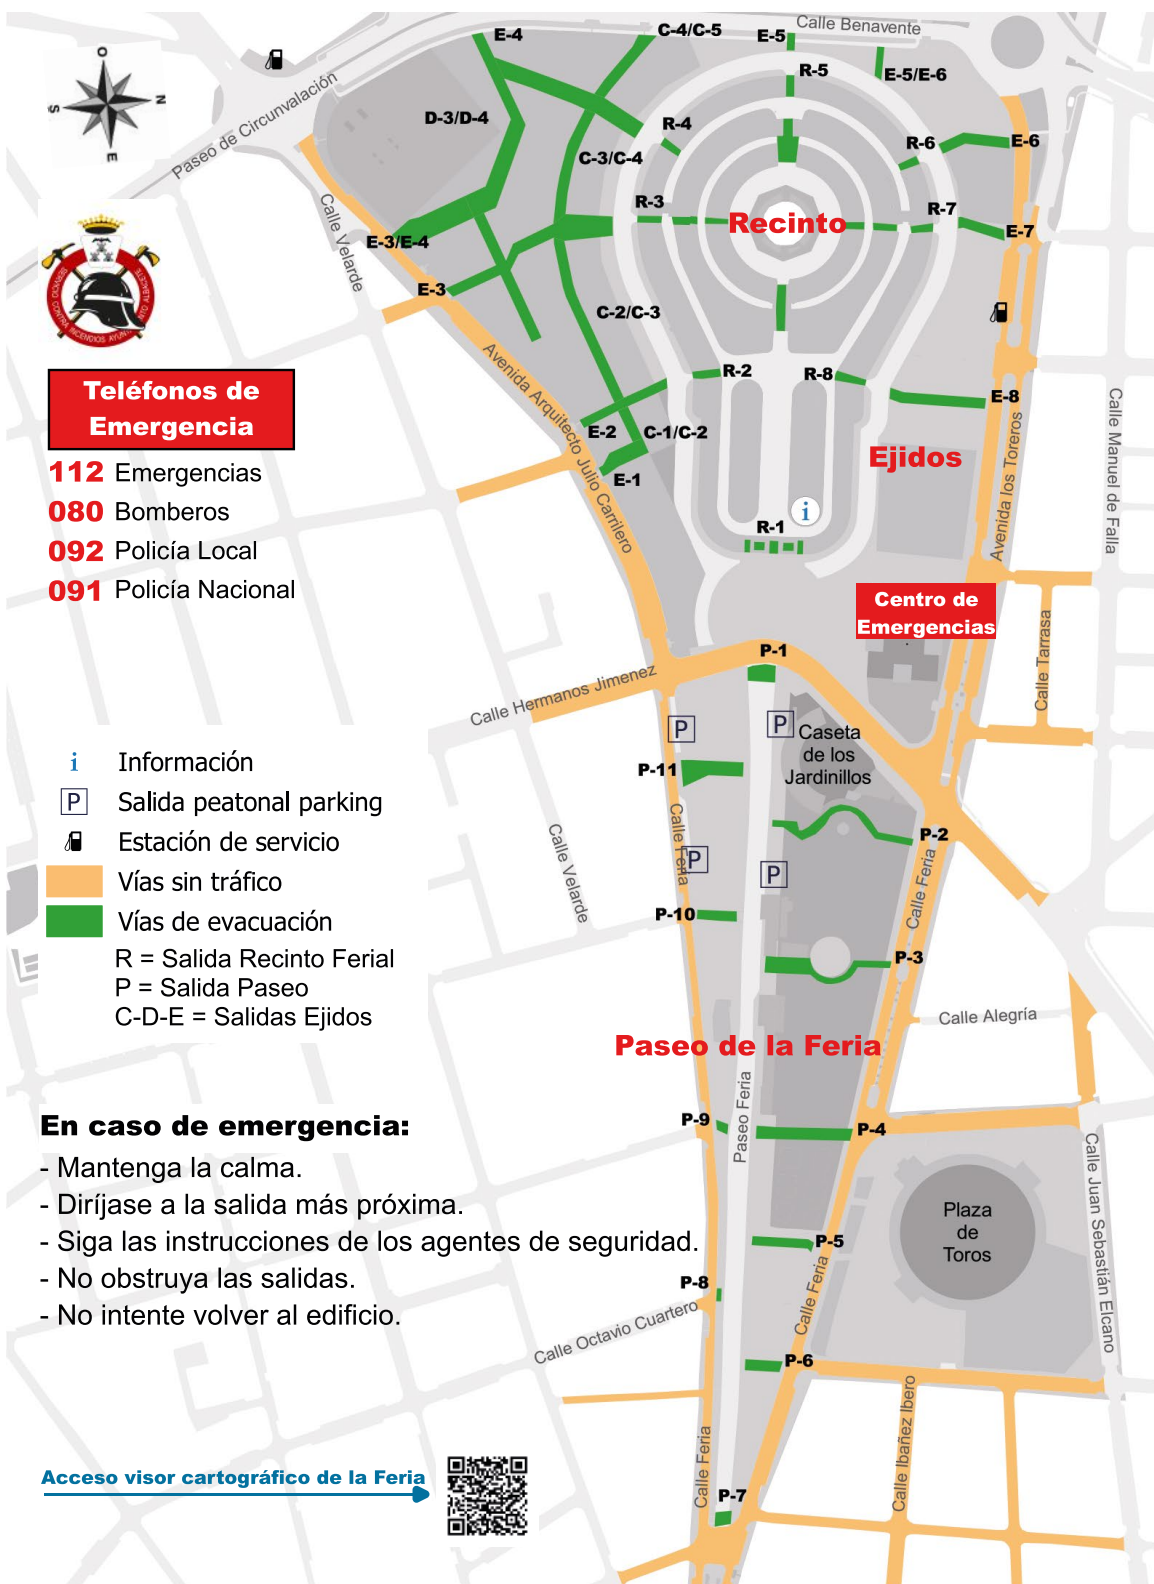 Calle Benavente
E-4
C-4/C-5
E-5
R-5
E-5/E-6
O
N
S
E
Paseo de Circunvalación
D-3/D-4
R-4
C-3/C-4
R-6
E-6
Calle Velarde
R-3
R-7
Recinto
E-7
E-3/E-4
E-3
SERVICIO CONTRA INCENDIOS AYUNTAMIENTO ALBACETE
C-2/C-3
Avenida Arquitecto Julio Carrilero
R-2
R-8
E-8
Teléfonos de
Emergencia
112 Emergencias
080 Bomberos
092 Policía Local
091 Policía Nacional
E-2
C-1/C-2
E-1
Ejidos
i
R-1
Avenida los Toreros
Calle Manuel de Falla
Centro de
Emergencias
Calle Tarrasa
P-1
Calle Hermanos Jimenez
P
P
Caseta
de los
Jardinillos
P-11
i Información
P Salida peatonal parking
Estación de servicio
Vías sin tráfico
Vías de evacuación
R = Salida Recinto Ferial
P = Salida Paseo
C-D-E = Salidas Ejidos
Calle Feria
Calle Velarde
P
P
P-2
Calle Feria
P-10
P-3
Calle Alegría
Paseo de la Feria
Paseo Feria
P-9
P-4
En caso de emergencia:
- Mantenga la calma.
- Diríjase a la salida más próxima.
- Siga las instrucciones de los agentes de seguridad.
- No obstruya las salidas.
- No intente volver al edificio.
Plaza
de
Toros
Calle Juan Sebastián Elcano
P-5
P-8
Calle Feria
Calle Octavio Cuartero
P-6
Calle Ibañez Ibero
Calle Feria
Acceso visor cartográfico de la Feria
P-7